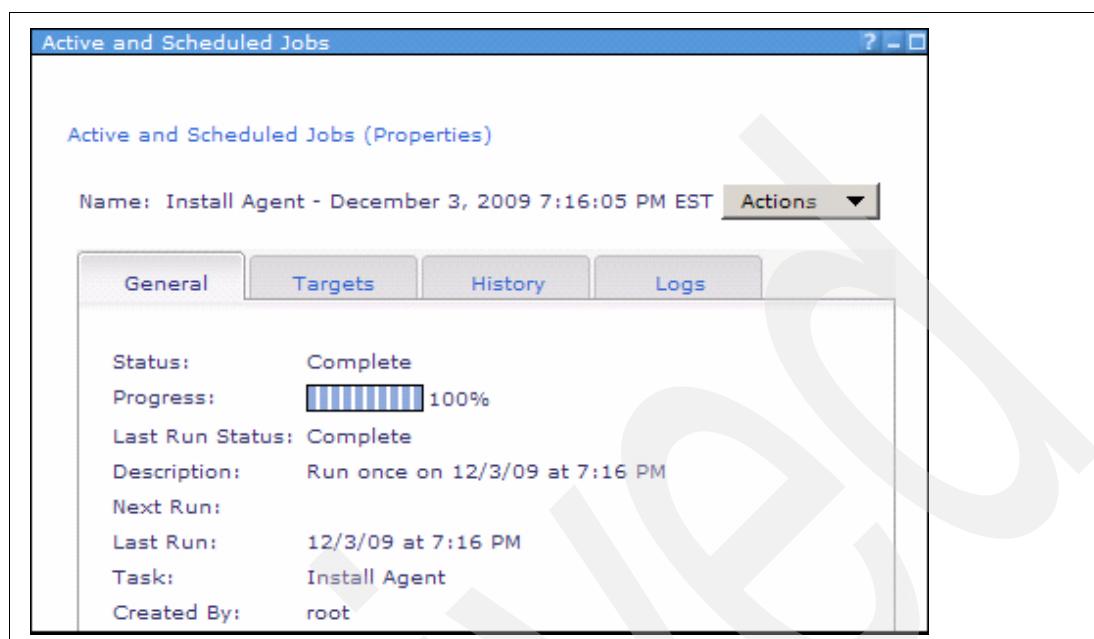 Active and Scheduled Jobs ? 
Active and Scheduled Jobs (Properties)
Name: Install Agent - December 3, 2009 7:16:05 PM EST Actions
General Targets History Logs
Status: Complete
Progress: 100%
Last Run Status: Complete
Description: Run once on 12/3/09 at 7:16 PM
Next Run:
Last Run: 12/3/09 at 7:16 PM
Task: Install Agent
Created By: root